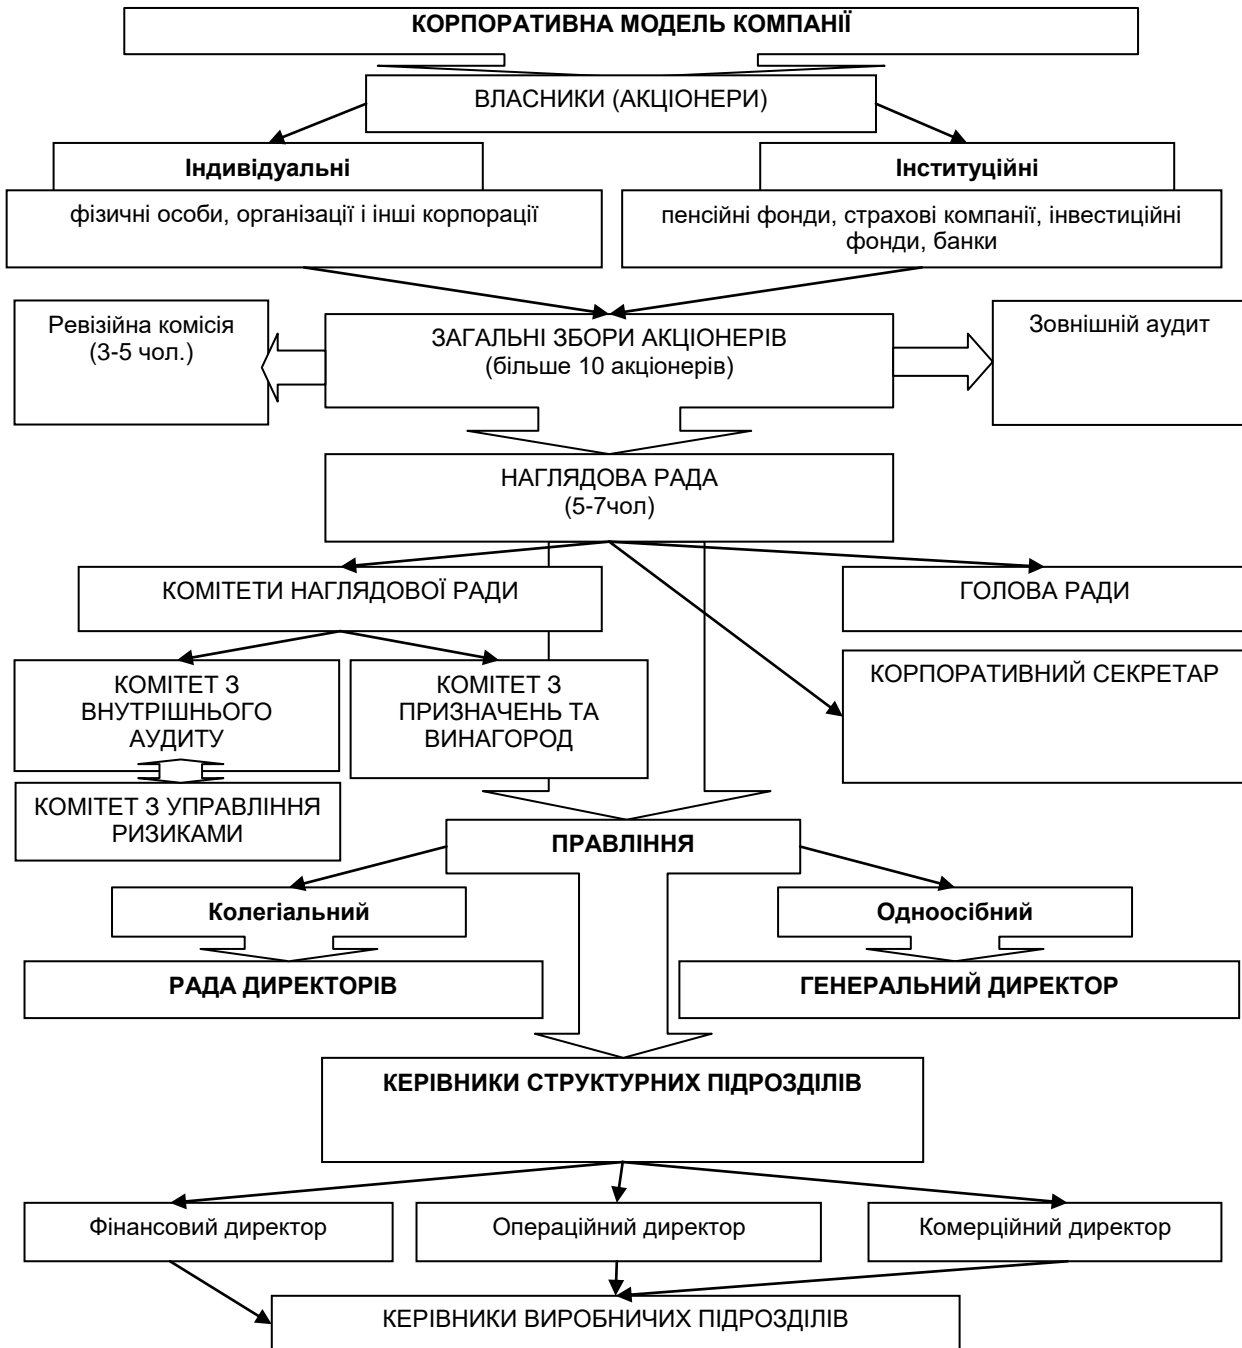 КОРПОРАТИВНА МОДЕЛЬ КОМПАНІЇ
ВЛАСНИКИ (АКЦІОНЕРИ)
Індивідуальні
Інституційні
фізичні особи, організації і інші корпорації
пенсійні фонди, страхові компанії, інвестиційні
фонди, банки
Ревізійна комісія
(3-5 чол.)
ЗАГАЛЬНІ ЗБОРИ АКЦІОНЕРІВ
(більше 10 акціонерів)
Зовнішній аудит
НАГЛЯДОВА РАДА
(5-7чол)
КОМІТЕТИ НАГЛЯДОВОЇ РАДИ
ГОЛОВА РАДИ
КОМІТЕТ З
ВНУТРІШНЬОГО
АУДИТУ
КОМІТЕТ З
ПРИЗНАЧЕНЬ ТА
ВИНАГОРОД
КОРПОРАТИВНИЙ СЕКРЕТАР
КОМІТЕТ З УПРАВЛІННЯ
РИЗИКАМИ
ПРАВЛІННЯ
Колегіальний
Одноосібний
РАДА ДИРЕКТОРІВ
ГЕНЕРАЛЬНИЙ ДИРЕКТОР
КЕРІВНИКИ СТРУКТУРНИХ ПІДРОЗДІЛІВ
Фінансовий директор
Операційний директор
Комерційний директор
КЕРІВНИКИ ВИРОБНИЧИХ ПІДРОЗДІЛІВ